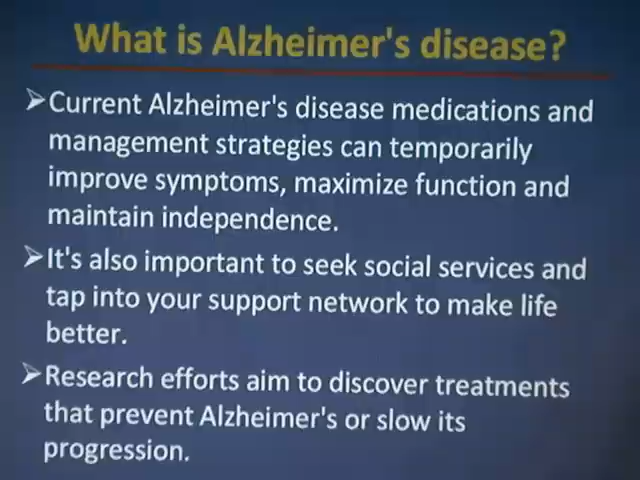 What is Alzheimer's disease?
➢Current Alzheimer's disease medications and
management strategies can temporarily
improve symptoms, maximize function and
maintain independence.
➢It's also important to seek social services and
tap into your support network to make life
better.
➢Research efforts aim to discover treatments
that prevent Alzheimer's or slow its
progression.